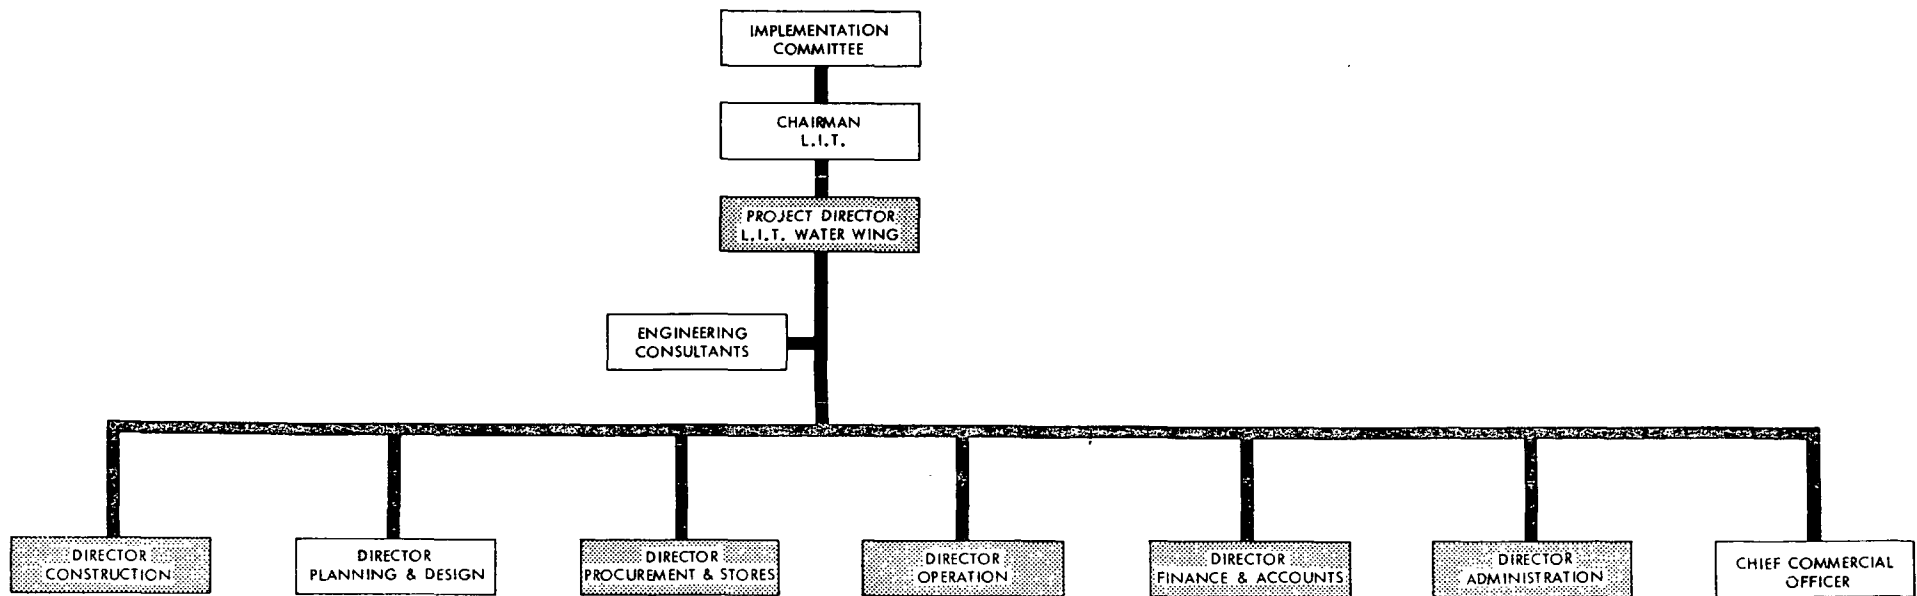 IMPLEMENTATION
COMMITTEE
CHAIRMAN
L.I.T.
PROJECT DIRECTOR
L.I.T. WATER WING
ENGINEERING
CONSULTANTS
DIRECTOR
CONSTRUCTION
DIRECTOR
PLANNING & DESIGN
DIRECTOR
PROCUREMENT & STORES
DIRECTOR
OPERATION
DIRECTOR
FINANCE & ACCOUNTS
DIRECTOR
ADMINISTRATION
CHIEF COMMERCIAL
OFFICER